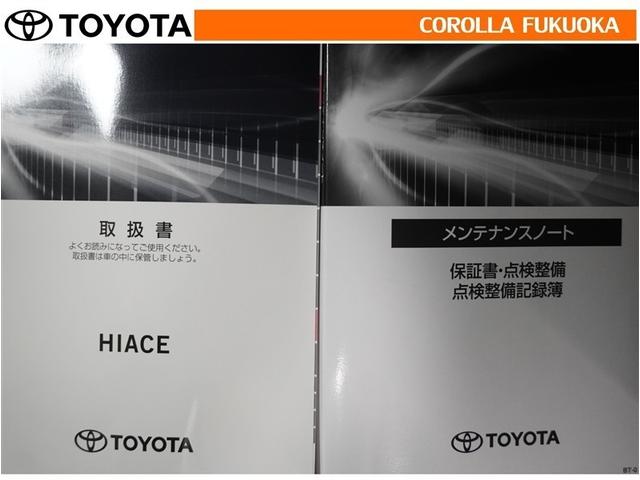 TOYOTA
COROLLA FUKUOKA
取扱書
よくお読みになってご使用ください。
取扱書は車の中に保管しましょう。
HIACE
TOYOTA
メンテナンスノート
保証書・点検整備
点検整備記録簿
TOYOTA